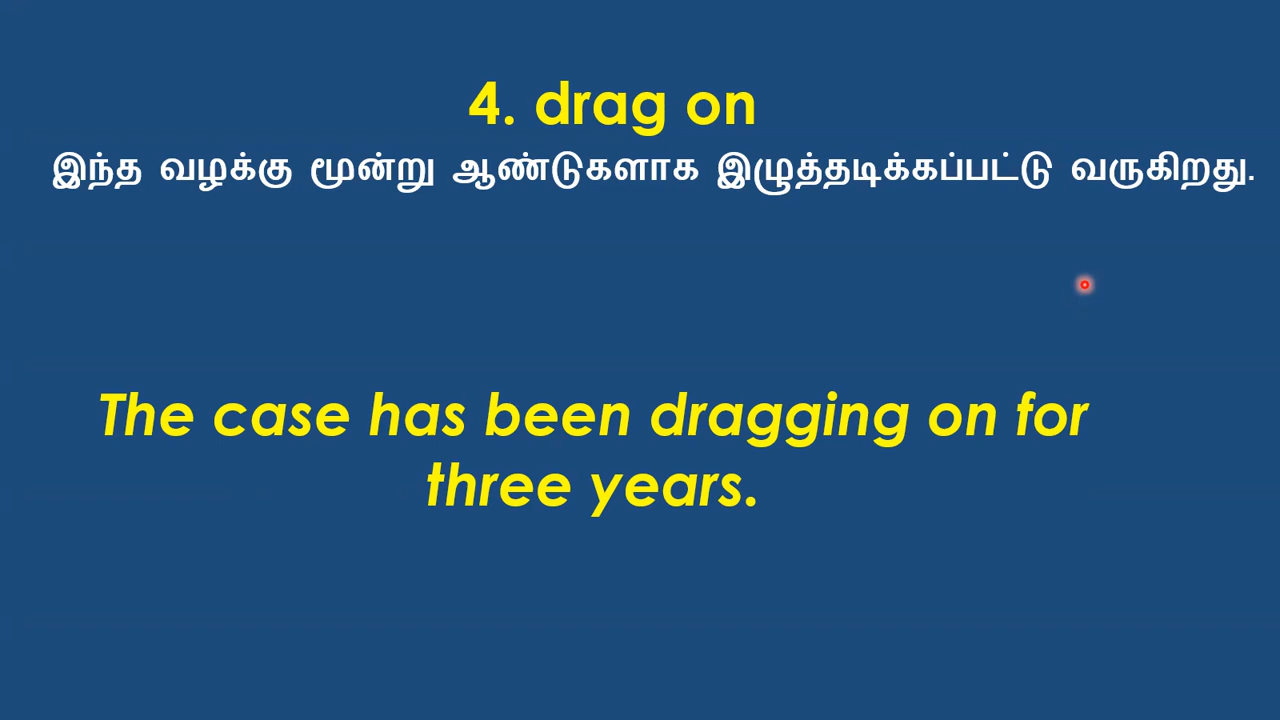 4. drag on
இந்த வழக்கு மூன்று ஆண்டுகளாக இழுத்தடிக்கப்பட்டு வருகிறது.
The case has been dragging on for
three years.